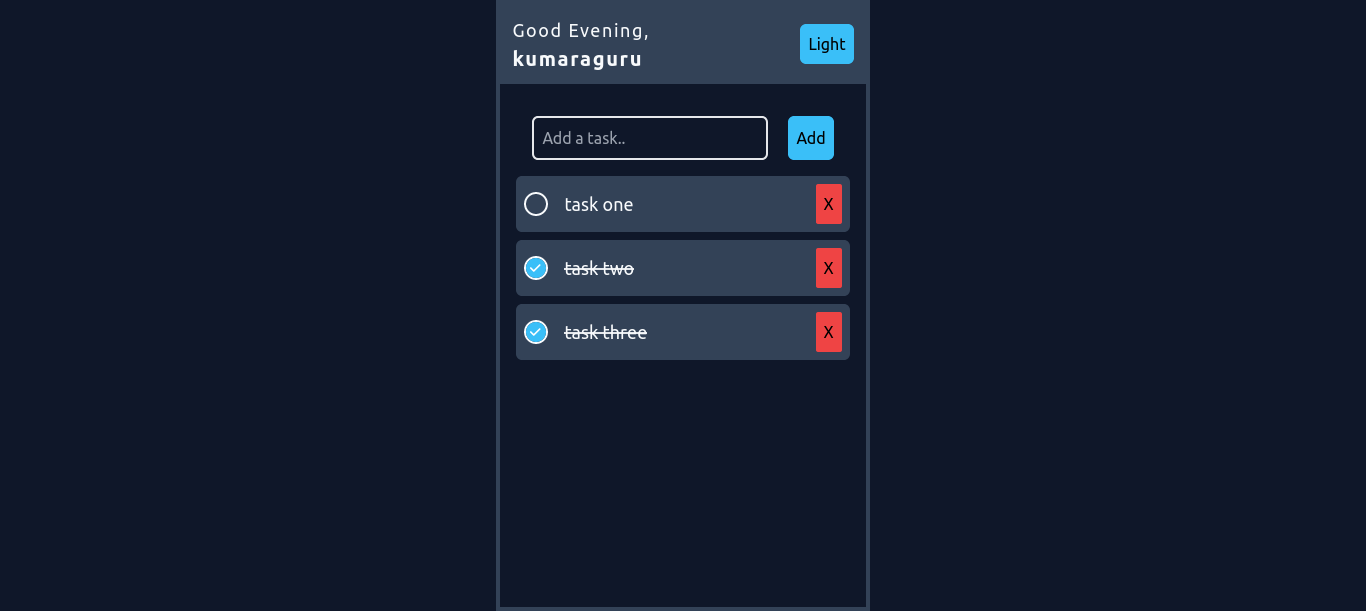 Good Evening,
kumaraguru
Light
Add a task..
Add
task one
X
task two
X
task three
X